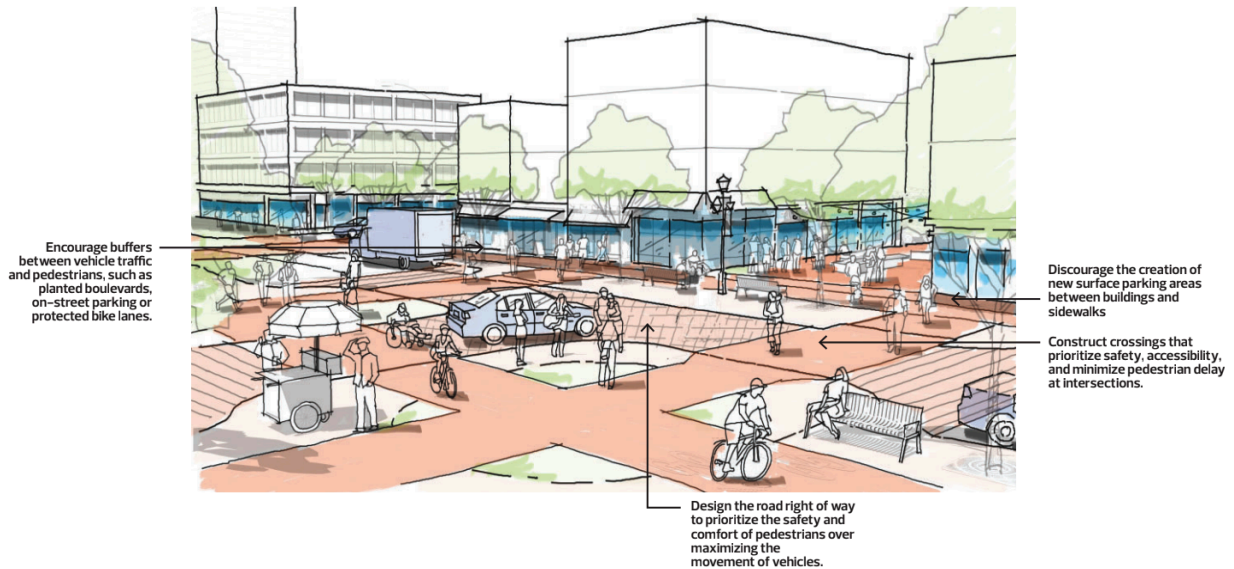 Encourage buffers
between vehicle traffic
and pedestrians, such as
planted boulevards,
on-street parking or
protected bike lanes.
Discourage the creation of
new surface parking areas
between buildings and
sidewalks
Construct crossings that
prioritize safety, accessibility,
and minimize pedestrian delay
at intersections.
Design the road right of way
to prioritize the safety and
comfort of pedestrians over
maximizing the
movement of vehicles.